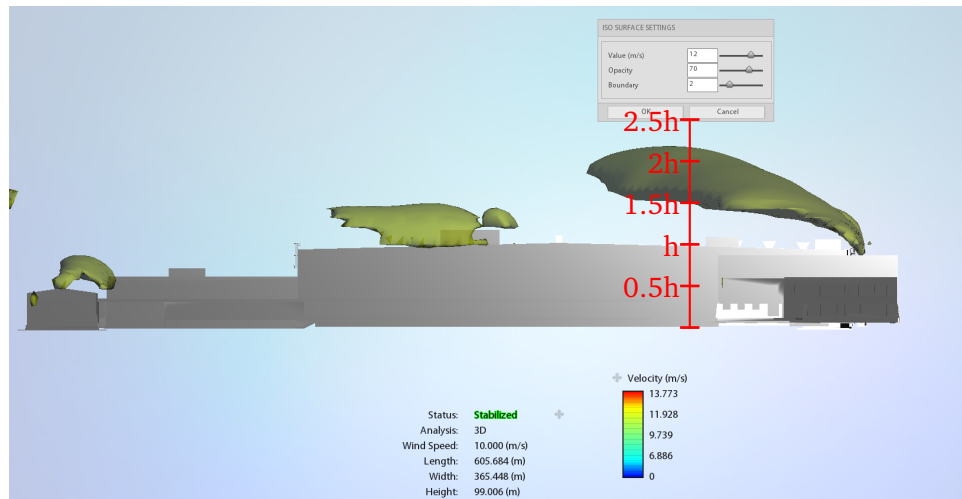 ISO SURFACE SETTINGS
Value (m/s) 12
Opacity 70
Boundary 2
OK Cancel
2.5h
2h
1.5h
h
0.5h
Velocity (m/s)
13.773
11.928
9.739
6.886
0
Status: Stabilized
Analysis: 3D
Wind Speed: 10.000 (m/s)
Length: 605.684 (m)
Width: 365.448 (m)
Height: 99.006 (m)